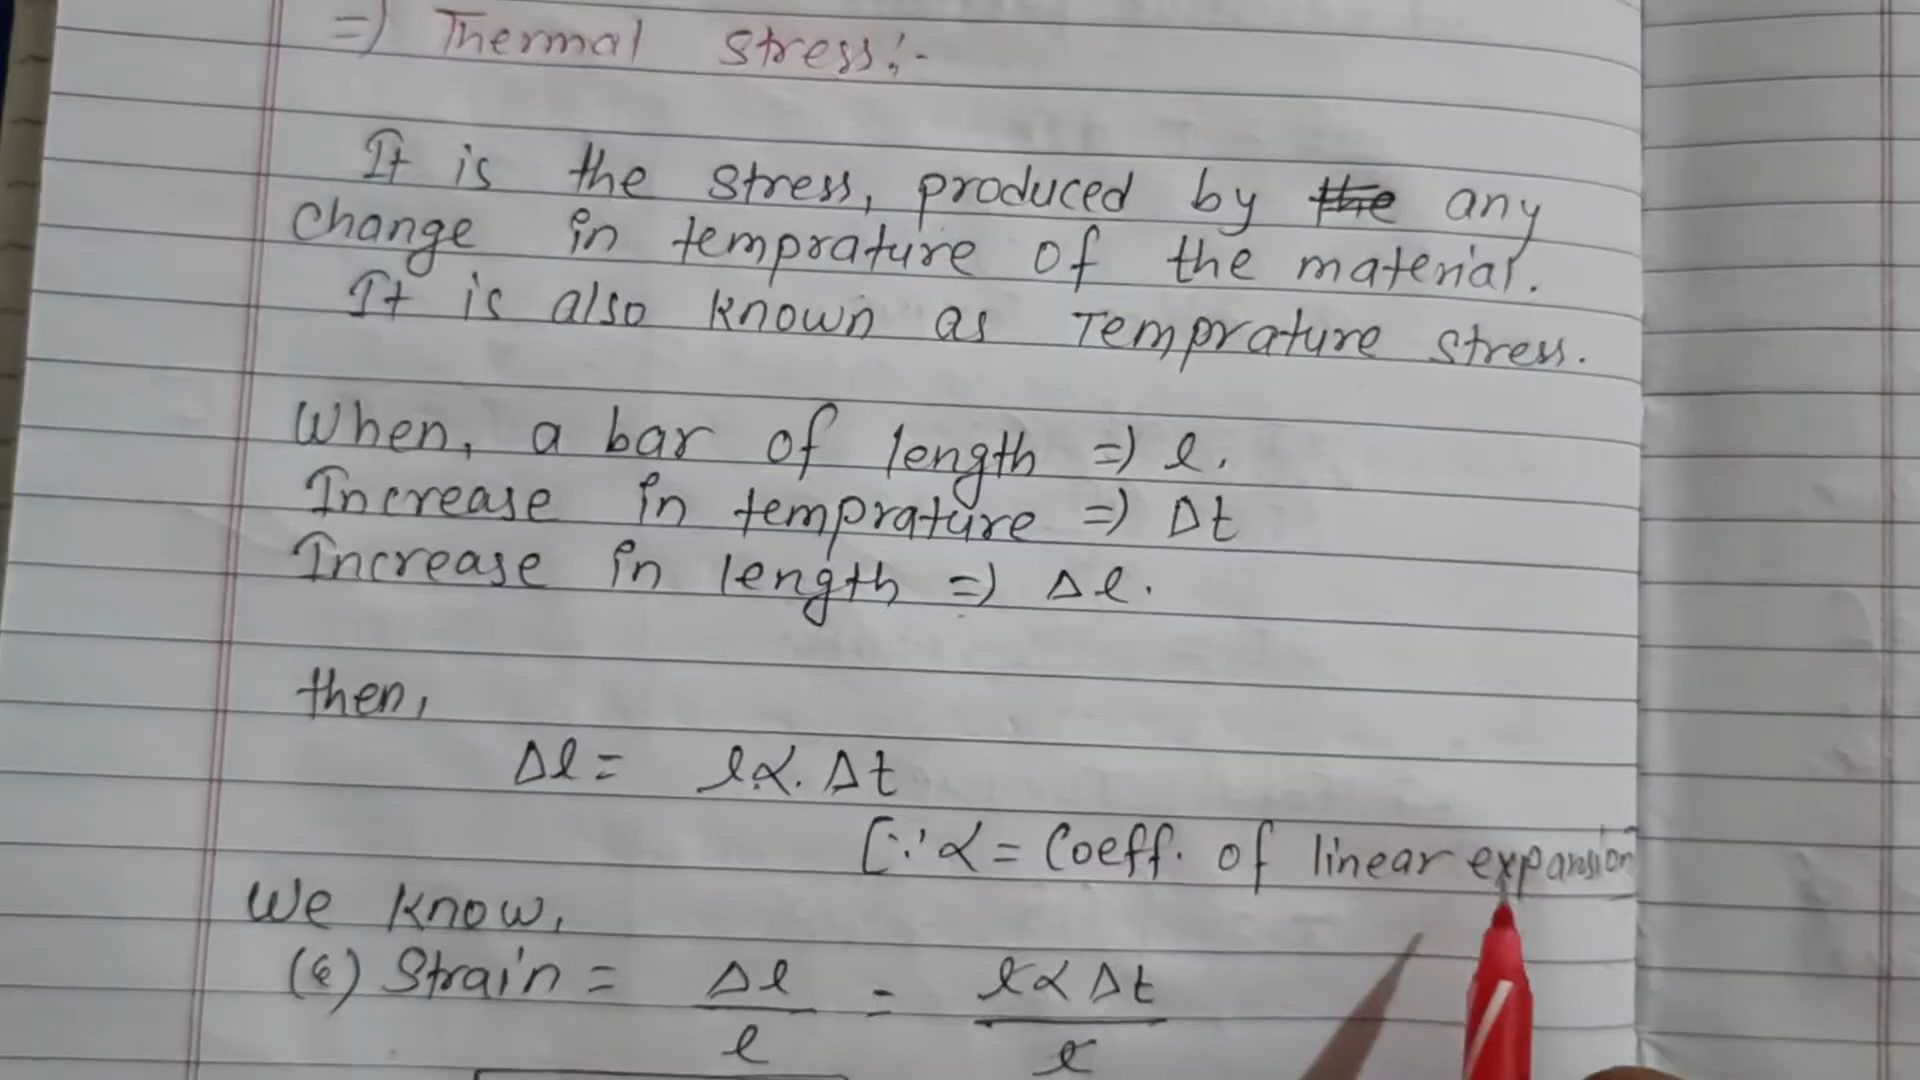 =) Thermal Stress:-
It is the stress, produced by the any
Change in temprature of the material.
It is also known as Temprature stress.
When, a bar of length =) l.
Increase in temprature =) Δt
Increase in length =) Δl.
then,
Δl = lα. Δt
[∵ α = Coeff. of linear expansion
We know,
(ε) Strain = Δl/l = lαΔt/l